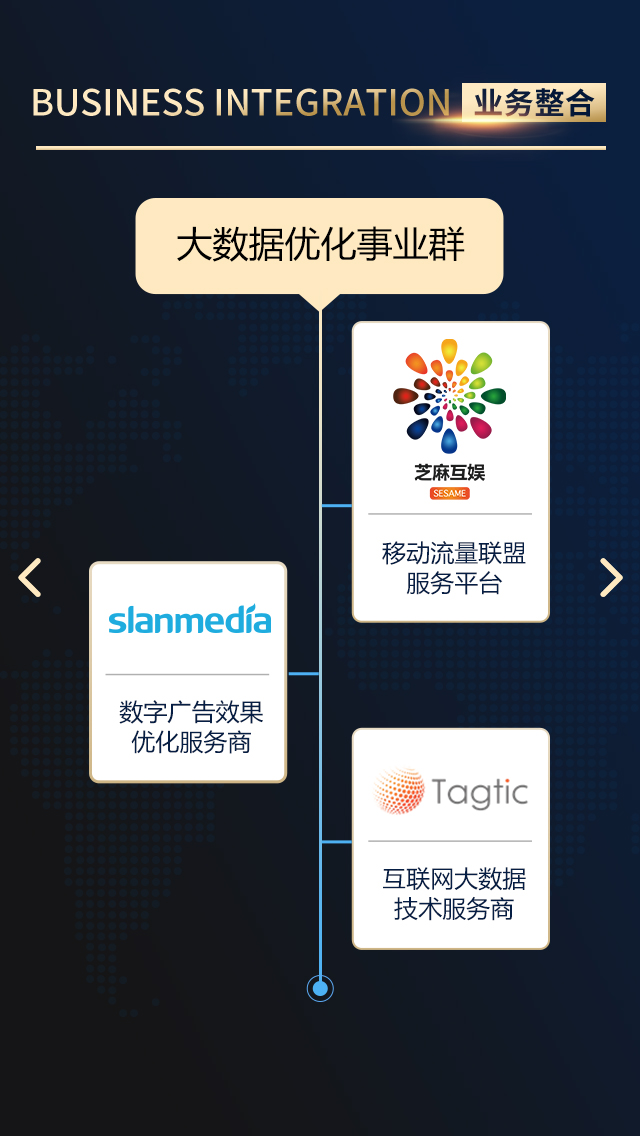 BUSINESS INTEGRATION 业务整合
大数据优化事业群
芝麻互娱
SESAME
移动流量联盟
服务平台
slanmedia
数字广告效果
优化服务商
Tagtic
互联网大数据
技术服务商